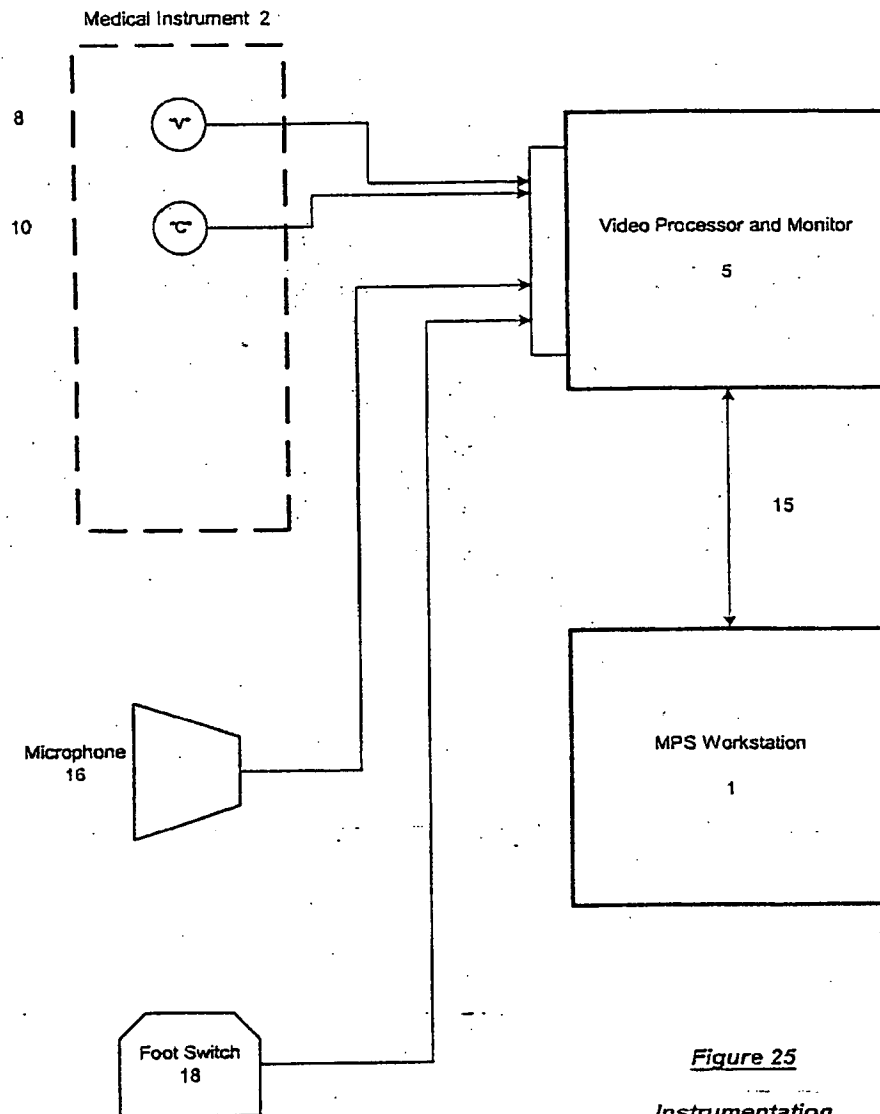 Medical Instrument 2
8
"V"
10
"C"
Video Processor and Monitor
5
15
Microphone
16
MPS Workstation
1
Foot Switch
18
Figure 25
Instrumentation